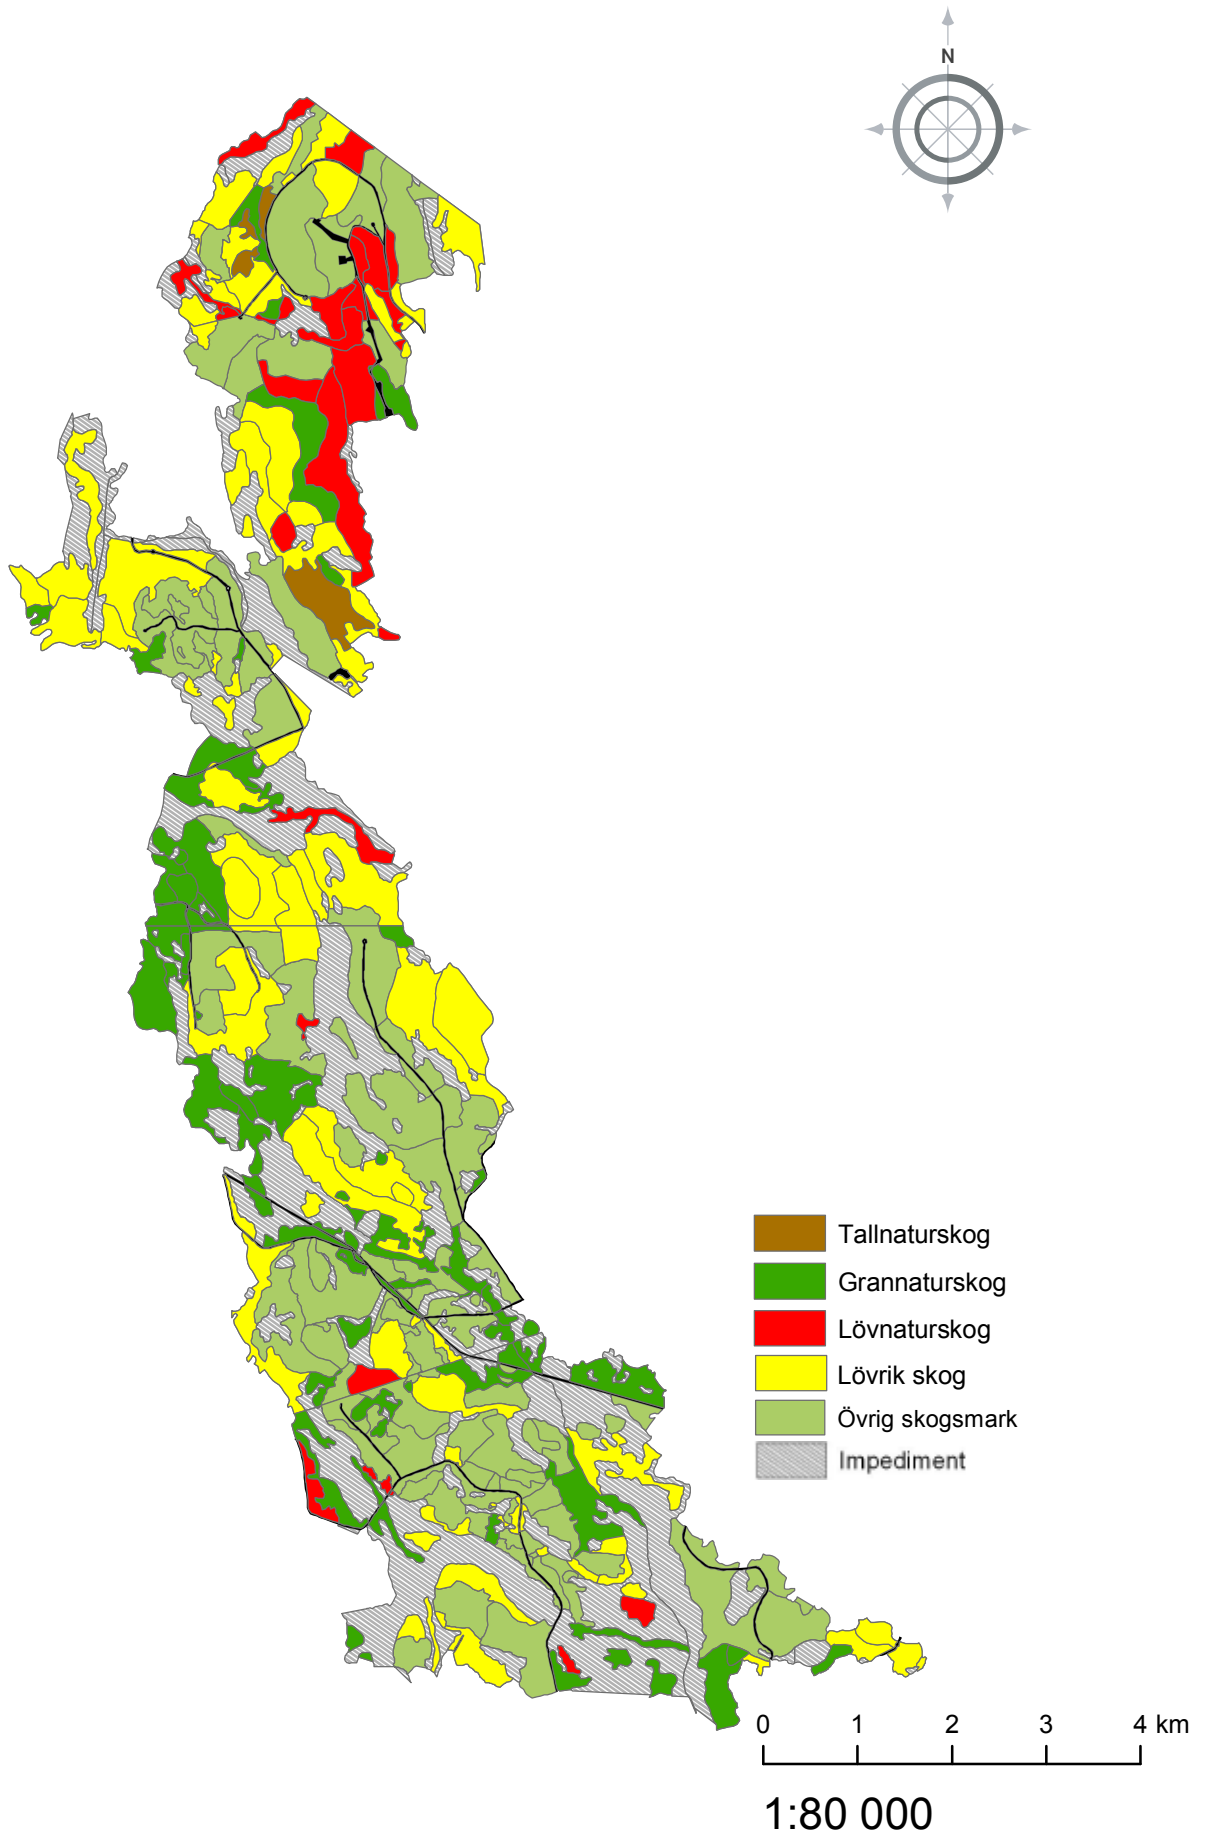 N
Tallnaturskog
Grannaturskog
Lövnaturskog
Lövrik skog
Övrig skogsmark
Impediment
0 1 2 3 4 km
1:80 000